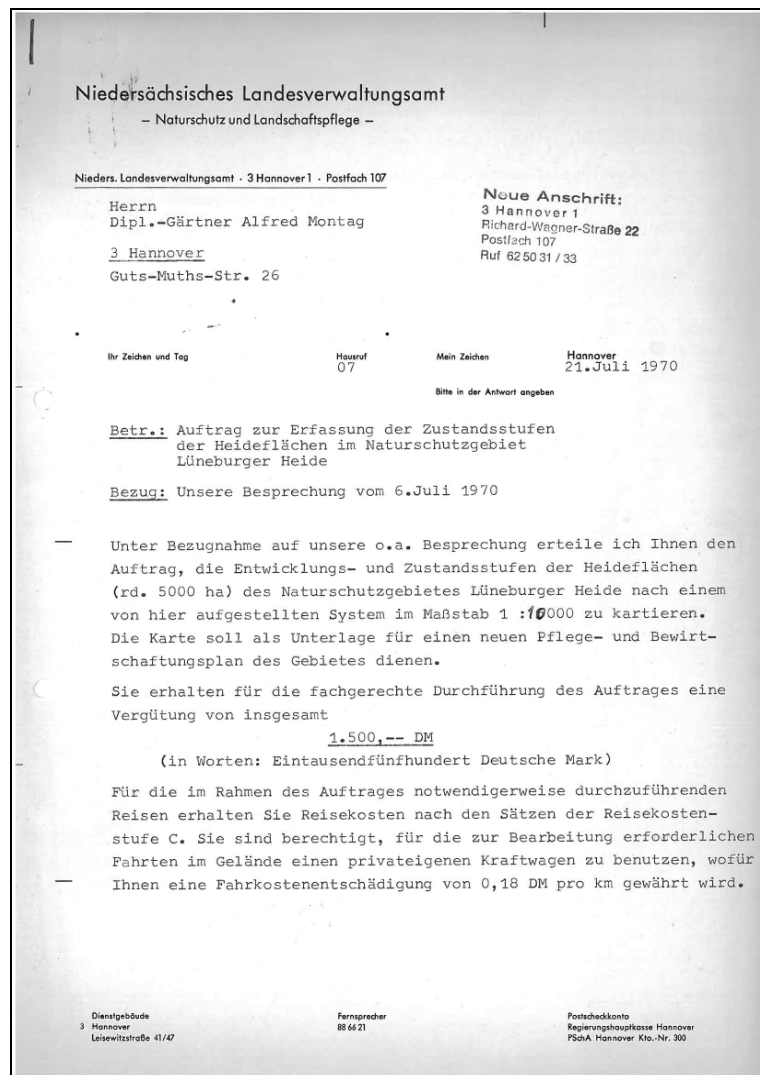 Niedersächsisches Landesverwaltungsamt
– Naturschutz und Landschaftspflege –
Nieders. Landesverwaltungsamt · 3 Hannover 1 · Postfach 107
Herrn
Dipl.-Gärtner Alfred Montag
3 Hannover
Guts-Muths-Str. 26
Neue Anschrift:
3 Hannover 1
Richard-Wagner-Straße 22
Postfach 107
Ruf 62 50 31 / 33
Ihr Zeichen und Tag
Hausruf
07
Mein Zeichen
Bitte in der Antwort angeben
Hannover
21.Juli 1970
Betr.: Auftrag zur Erfassung der Zustandsstufen
der Heideflächen im Naturschutzgebiet
Lüneburger Heide
Bezug: Unsere Besprechung vom 6.Juli 1970
Unter Bezugnahme auf unsere o.a. Besprechung erteile ich Ihnen den
Auftrag, die Entwicklungs- und Zustandsstufen der Heideflächen
(rd. 5000 ha) des Naturschutzgebietes Lüneburger Heide nach einem
von hier aufgestellten System im Maßstab 1 :10000 zu kartieren.
Die Karte soll als Unterlage für einen neuen Pflege- und Bewirt-
schaftungsplan des Gebietes dienen.
Sie erhalten für die fachgerechte Durchführung des Auftrages eine
Vergütung von insgesamt
1.500,-- DM
(in Worten: Eintausendfünfhundert Deutsche Mark)
Für die im Rahmen des Auftrages notwendigerweise durchzuführenden
Reisen erhalten Sie Reisekosten nach den Sätzen der Reisekosten-
stufe C. Sie sind berechtigt, für die zur Bearbeitung erforderlichen
Fahrten im Gelände einen privateigenen Kraftwagen zu benutzen, wofür
Ihnen eine Fahrkostenentschädigung von 0,18 DM pro km gewährt wird.
Dienstgebäude
3 Hannover
Leisewitzstraße 41/47
Fernsprecher
88 66 21
Postscheckkonto
Regierungshauptkasse Hannover
PSchA Hannover Kto.-Nr. 300